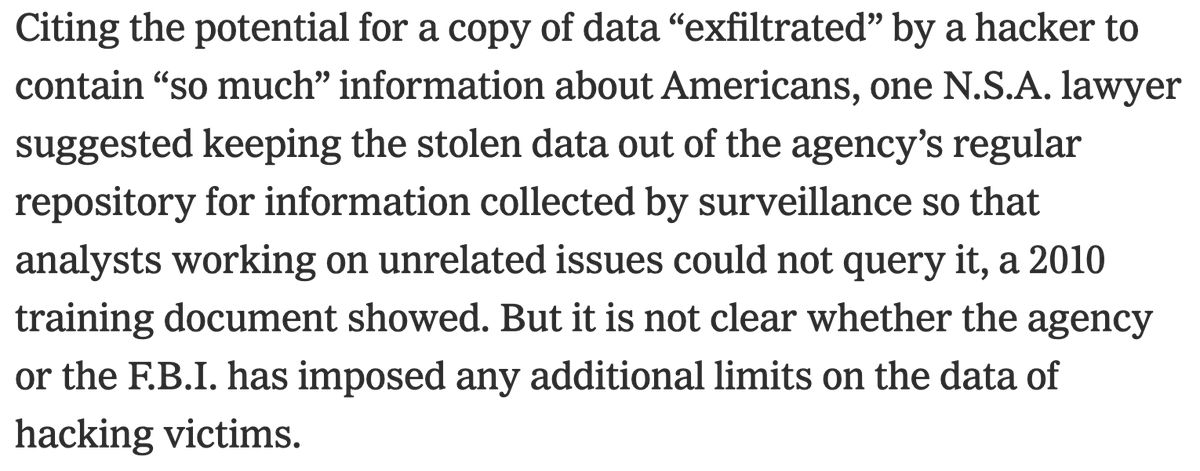 Citing the potential for a copy of data “exfiltrated” by a hacker to
contain “so much” information about Americans, one N.S.A. lawyer
suggested keeping the stolen data out of the agency’s regular
repository for information collected by surveillance so that
analysts working on unrelated issues could not query it, a 2010
training document showed. But it is not clear whether the agency
or the F.B.I. has imposed any additional limits on the data of
hacking victims.